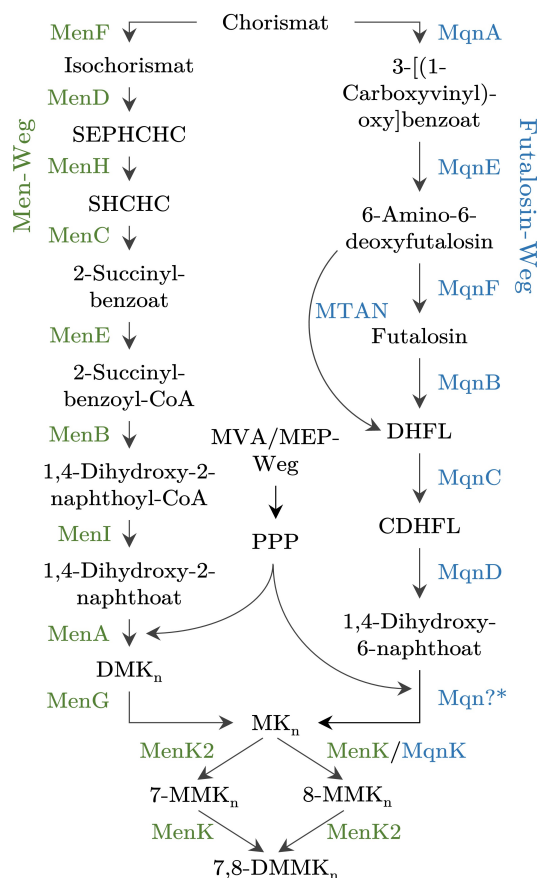 Chorismat
MenF
Isochorismat
MenD
SEPHCHC
MenH
SHCHC
MenC
2-Succinyl-
benzoat
MenE
2-Succinyl-
benzoyl-CoA
MenB
1,4-Dihydroxy-2-
naphthoyl-CoA
MenI
1,4-Dihydroxy-2-
naphthoat
MenA
DMKₙ
MenG
Men-Weg
MVA/MEP-
Weg
PPP
MqnA
3-[(1-
Carboxyvinyl)-
oxy]benzoat
MqnE
6-Amino-6-
deoxyfutalosin
MqnF
MTAN
Futalosin
MqnB
DHFL
MqnC
CDHFL
MqnD
1,4-Dihydroxy-
6-naphthoat
Mqn?*
Futalosin-Weg
MKₙ
MenK2
MenK/MqnK
7-MMKₙ
8-MMKₙ
MenK
MenK2
7,8-DMMKₙ